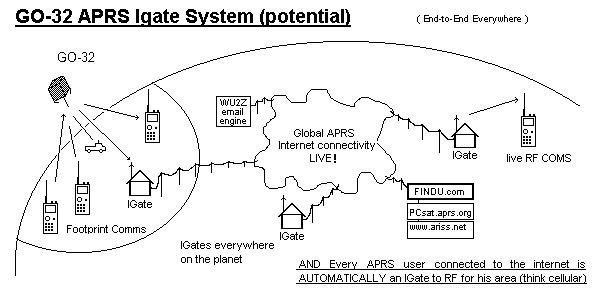 GO-32 APRS Igate System (potential)
( End-to-End Everywhere )
GO-32
WU2Z
email
engine
Global APRS
Internet connectivity
LIVE!
IGate
live RF COMS
IGate
Footprint Comms
IGate
FINDU.com
PCsat.aprs.org
www.ariss.net
IGates everywhere
on the planet
AND Every APRS user connected to the internet is
AUTOMATICALLY an IGate to RF for his area (think cellular)